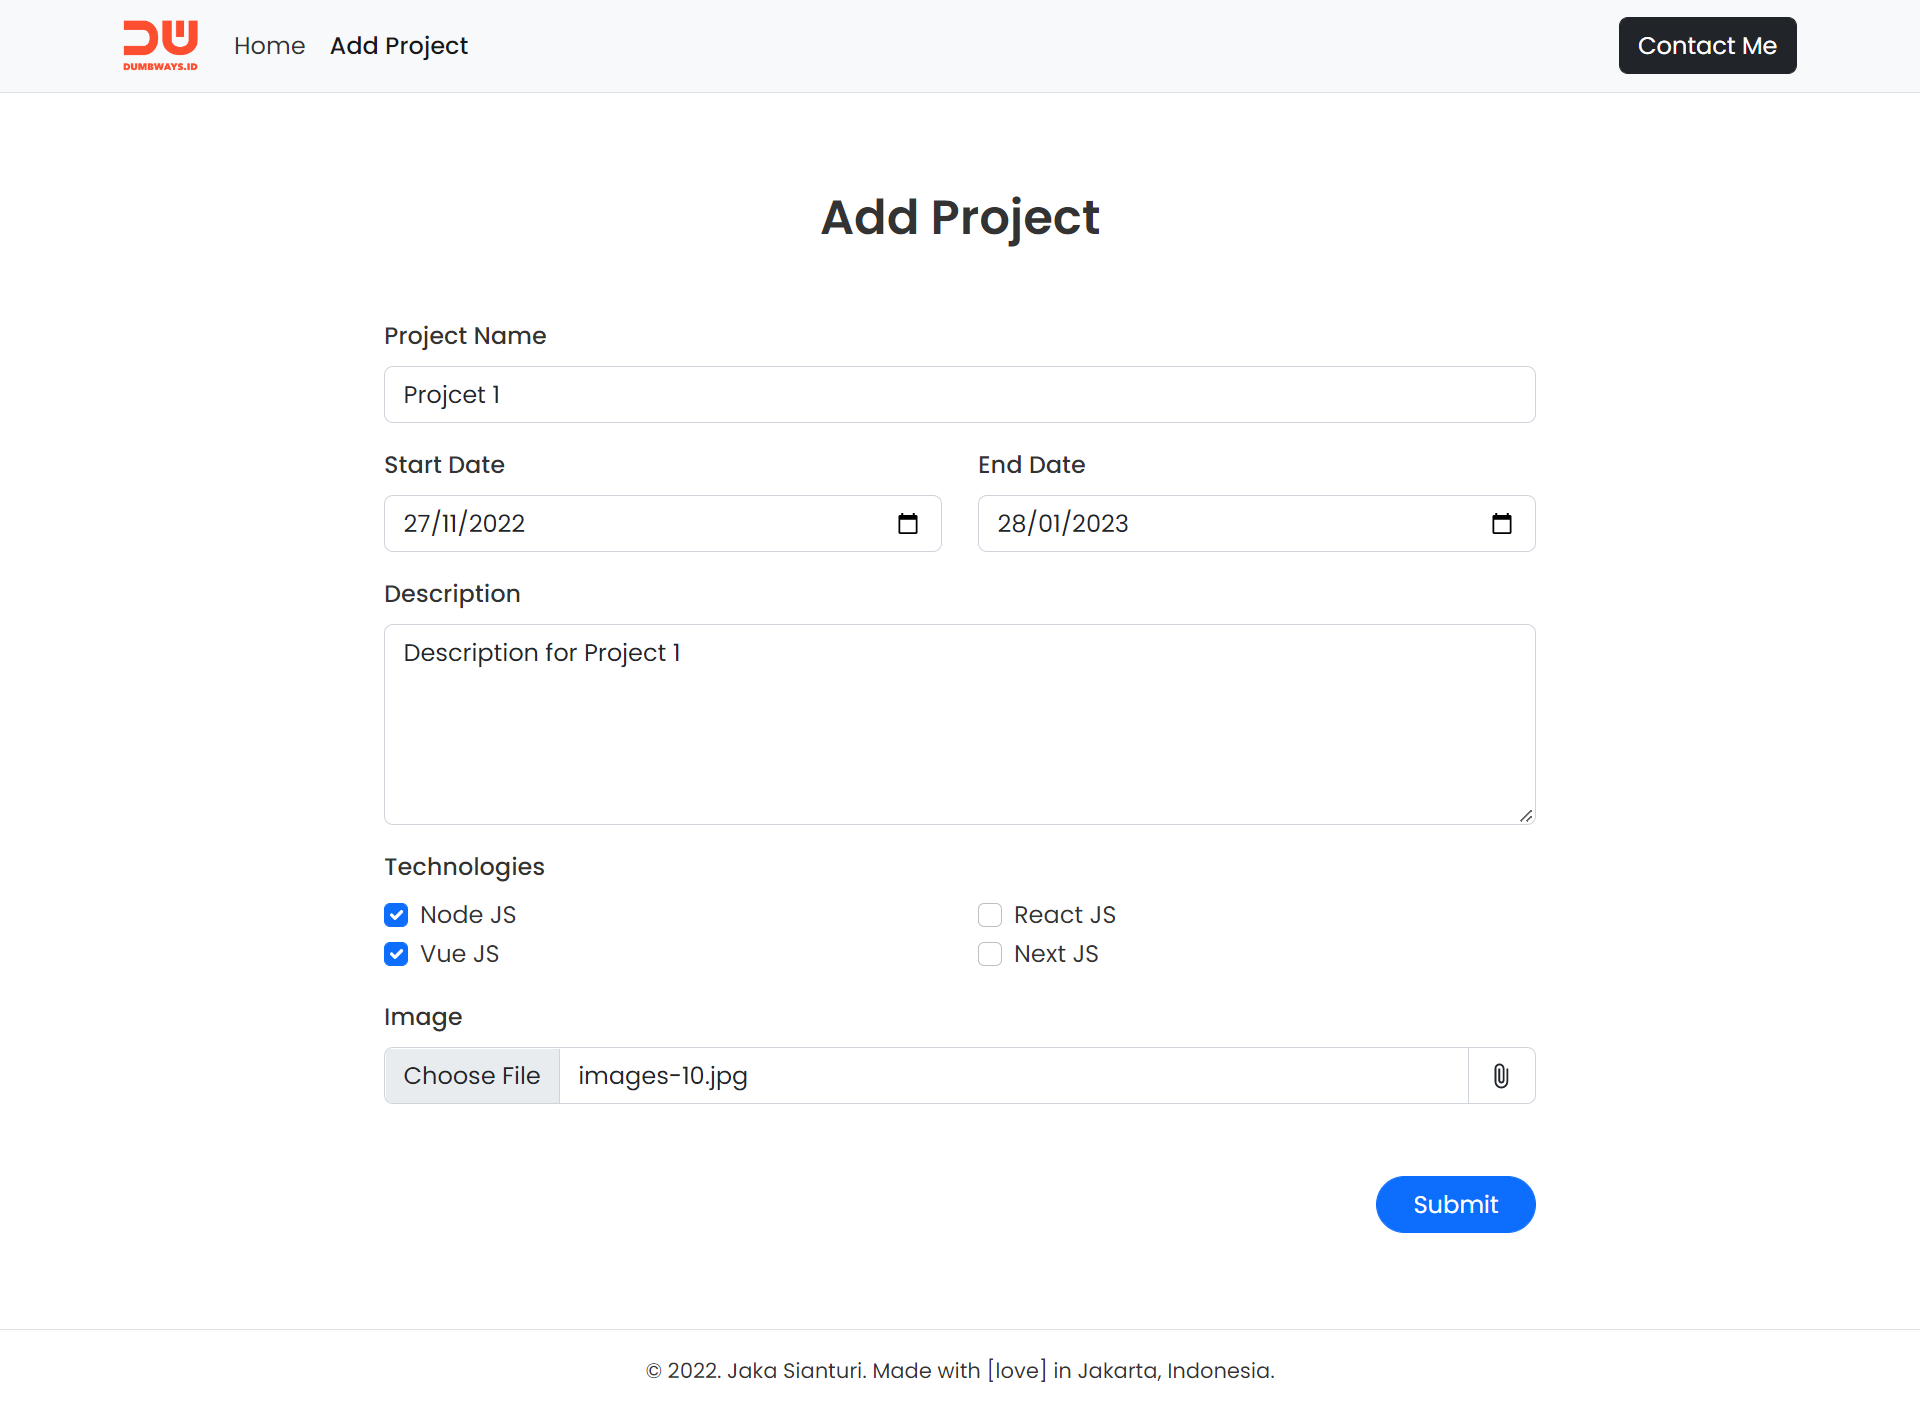 DW
DUMBWAYS.ID
Home Add Project Contact Me
Add Project
Project Name
Projcet 1
Start Date End Date
27/11/2022 28/01/2023
Description
Description for Project 1
Technologies
Node JS React JS
Vue JS Next JS
Image
Choose File images-10.jpg
Submit
© 2022. Jaka Sianturi. Made with [love] in Jakarta, Indonesia.